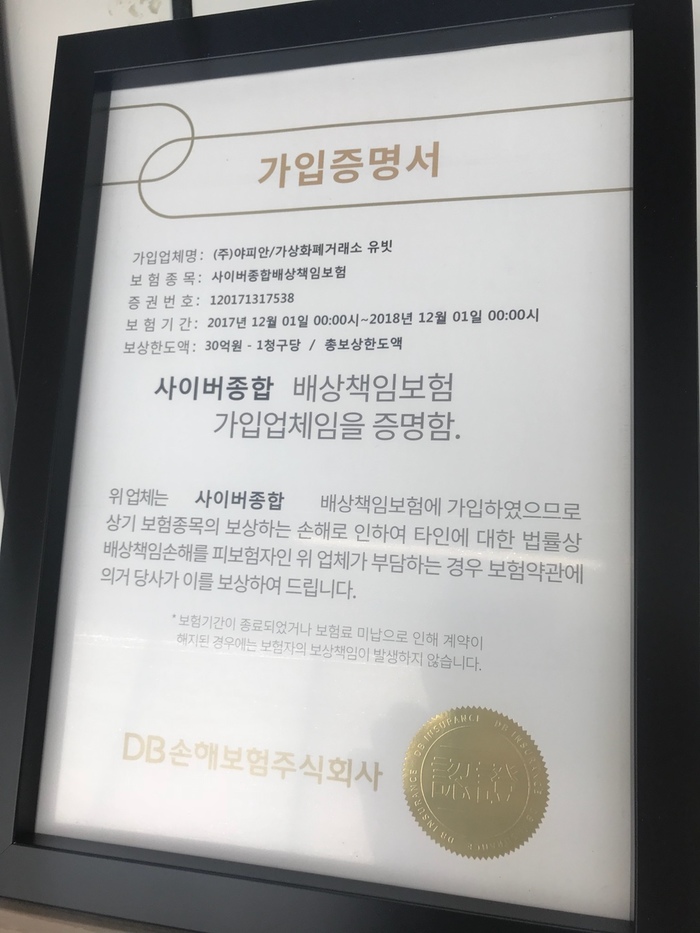 가입증명서
가입업체명: (주)야피안/가상화폐거래소 유빗
보 험 종 목: 사이버종합배상책임보험
증 권 번 호: 120171317538
보 험 기 간: 2017년 12월 01일 00:00시~2018년 12월 01일 00:00시
보상한도액: 30억원 - 1청구당 / 총보상한도액
사이버종합 배상책임보험
가입업체임을 증명함.
위 업체는 사이버종합 배상책임보험에 가입하였으므로
상기 보험종목의 보상하는 손해로 인하여 타인에 대한 법률상
배상책임손해를 피보험자인 위 업체가 부담하는 경우 보험약관에
의거 당사가 이를 보상하여 드립니다.
* 보험기간이 종료되었거나 보험료 미납으로 인해 계약이
해지된 경우에는 보험자의 보상책임이 발생하지 않습니다.
DB손해보험주식회사
DB INSURANCE DB INSURANCE DB INSURANCE